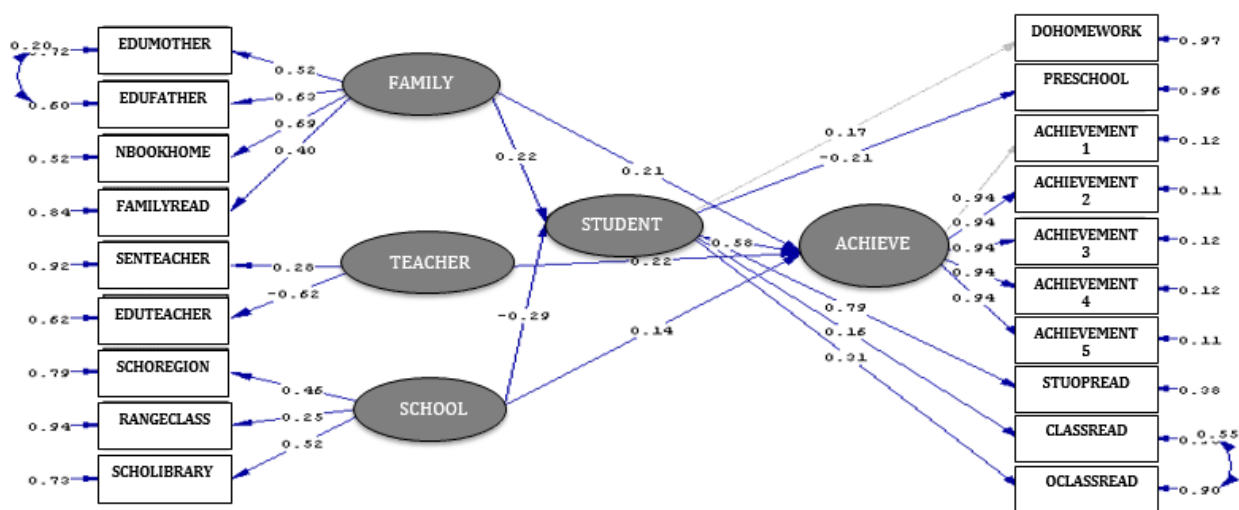 EDUMOTHER
EDUFATHER
NBOOKHOME
FAMILYREAD
SENTEACHER
EDUTEACHER
SCHOREGION
RANGECLASS
SCHOLIBRARY
0.20
0.60
0.52
0.84
0.92
0.62
0.79
0.94
0.73
0.52
0.63
0.69
0.40
0.28
-0.62
0.46
0.25
0.52
FAMILY
TEACHER
SCHOOL
0.22
-0.29
STUDENT
0.21
0.58
0.22
0.14
ACHIEVE
0.17
-0.21
0.79
0.16
0.31
0.94
0.94
0.94
0.94
0.94
DOHOMEWORK
PRESCHOOL
ACHIEVEMENT
1
ACHIEVEMENT
2
ACHIEVEMENT
3
ACHIEVEMENT
4
ACHIEVEMENT
5
STUOPREAD
CLASSREAD
OCLASSREAD
0.97
0.96
0.12
0.11
0.12
0.12
0.11
0.38
0.55
0.90